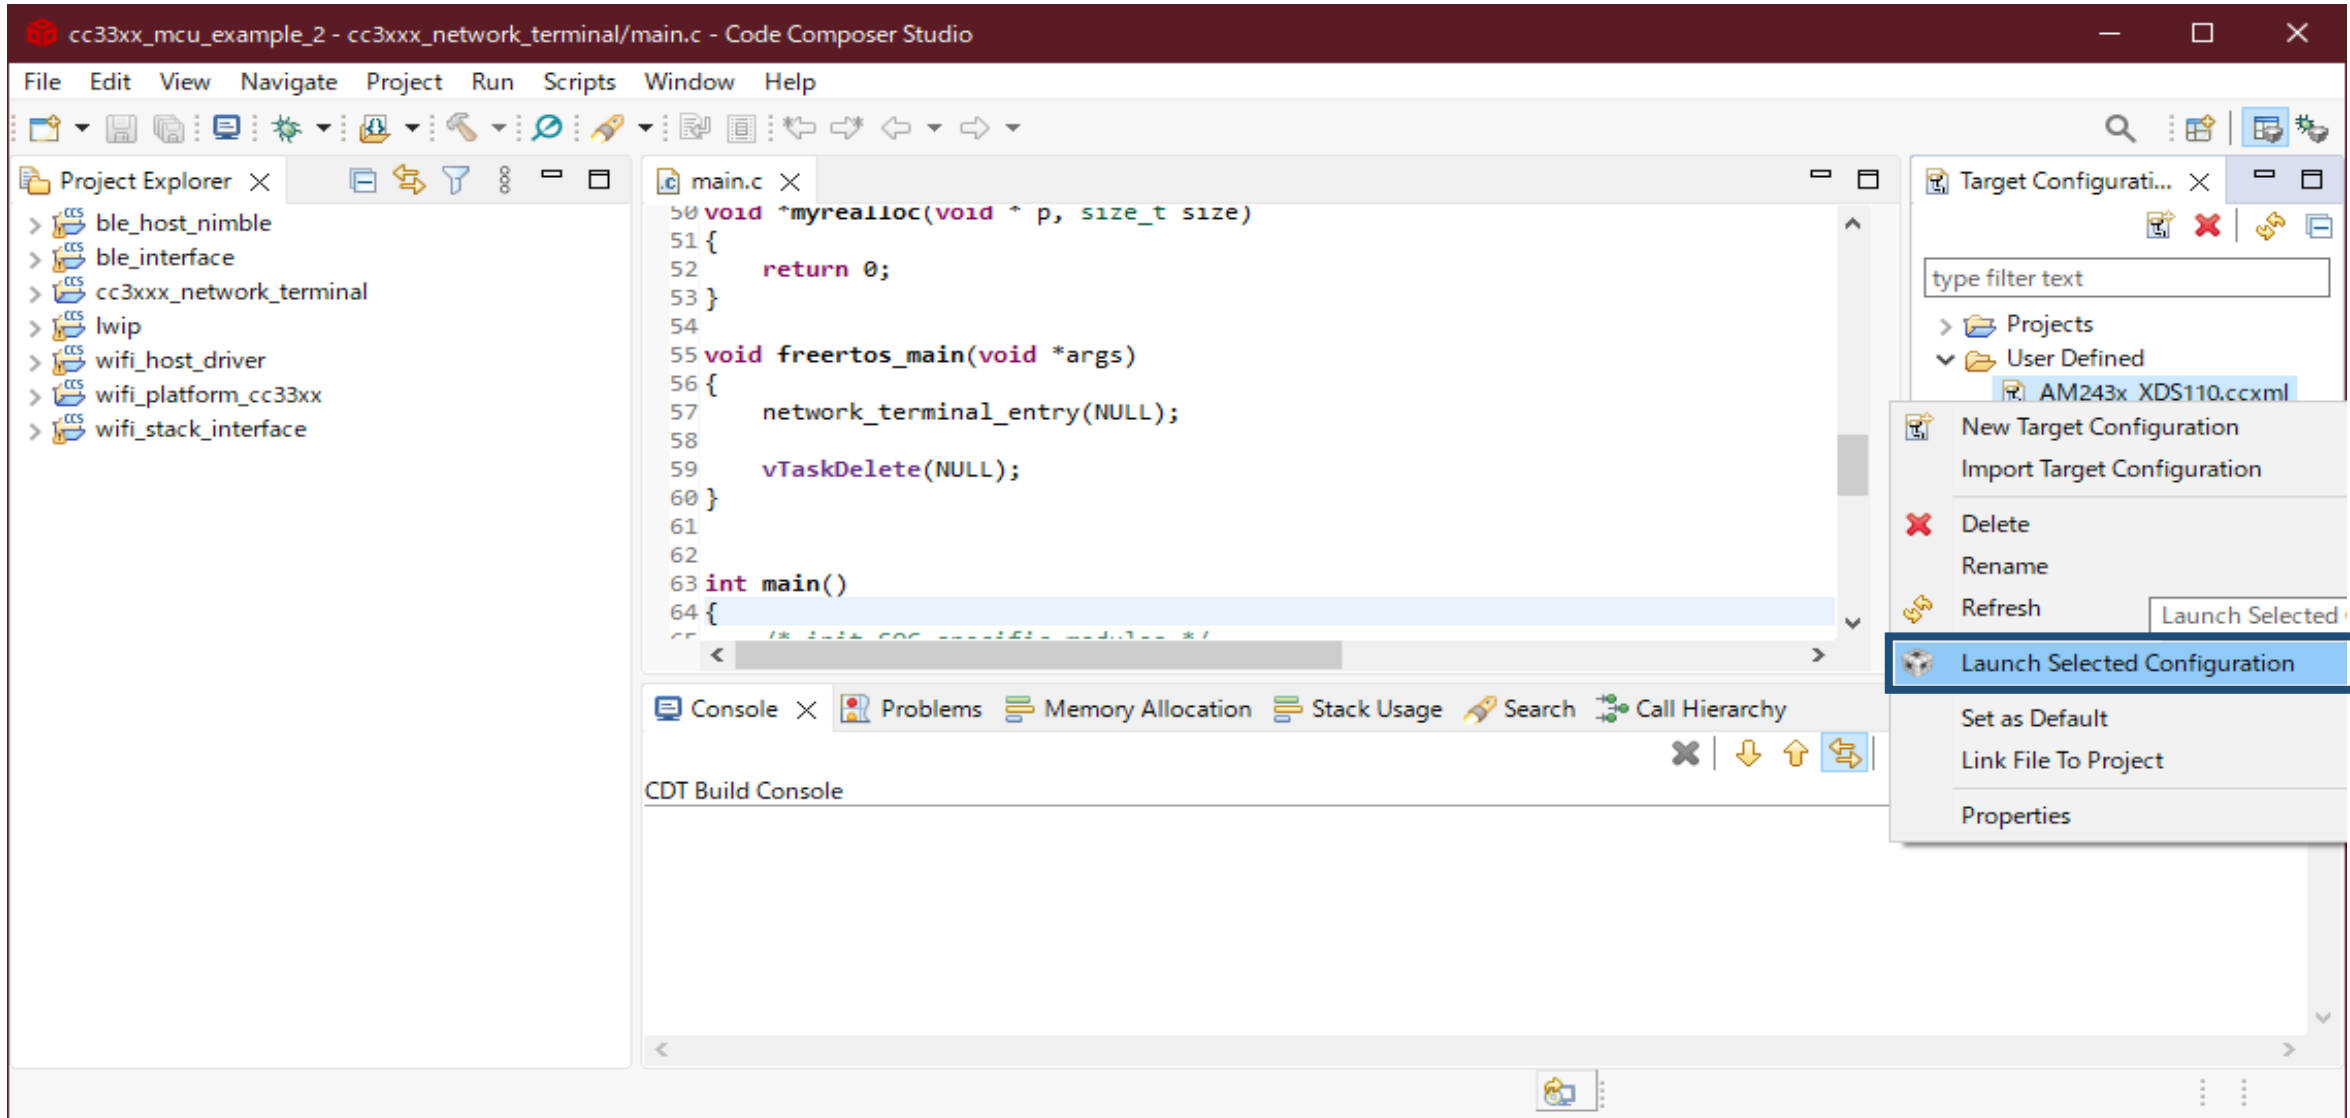 cc33xx_mcu_example_2 - cc3xxx_network_terminal/main.c - Code Composer Studio
File Edit View Navigate Project Run Scripts Window Help
Project Explorer
ble_host_nimble
ble_interface
cc3xxx_network_terminal
lwip
wifi_host_driver
wifi_platform_cc33xx
wifi_stack_interface
main.c
50 void *myrealloc(void * p, size_t size)
51 {
52 return 0;
53 }
54
55 void freertos_main(void *args)
56 {
57 network_terminal_entry(NULL);
58
59 vTaskDelete(NULL);
60 }
61
62
63 int main()
64 {
65 /* init SOC specific modules */
Console Problems Memory Allocation Stack Usage Search Call Hierarchy
CDT Build Console
Target Configurati...
type filter text
Projects
User Defined
AM243x_XDS110.ccxml
New Target Configuration
Import Target Configuration
Delete
Rename
Refresh
Launch Selected
Launch Selected Configuration
Set as Default
Link File To Project
Properties